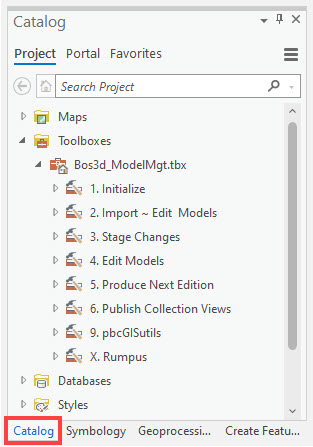 Catalog
Project Portal Favorites
Search Project
Maps
Toolboxes
Bos3d_ModelMgt.tbx
1. Initialize
2. Import ~ Edit Models
3. Stage Changes
4. Edit Models
5. Produce Next Edition
6. Publish Collection Views
9. pbcGISutils
X. Rumpus
Databases
Styles
Catalog Symbology Geoprocessi... Create Featu...